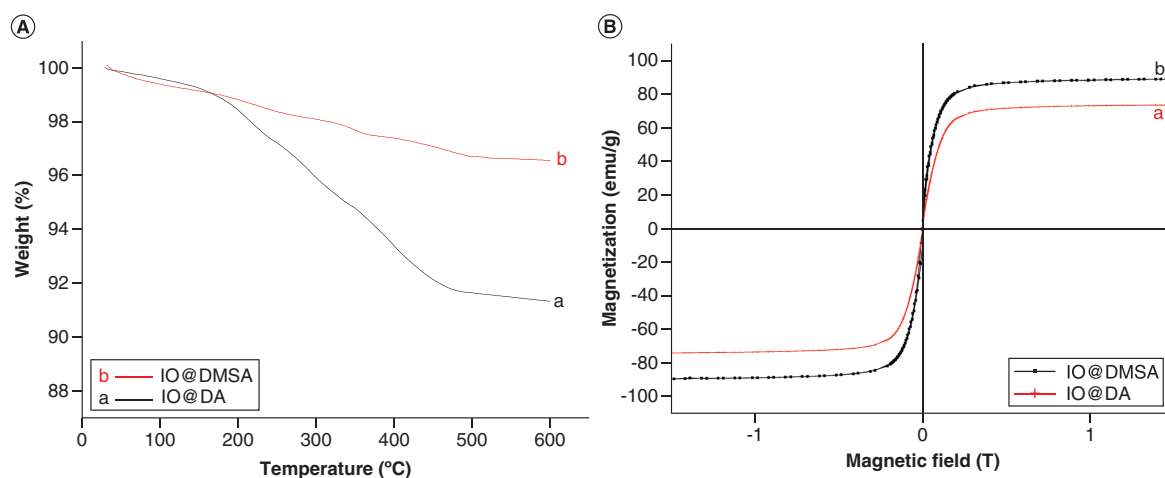 A
100
98
96
94
92
90
88
0
100
200
300
400
500
600
Weight (%)
Temperature (ºC)
b
a
b IO@DMSA
a IO@DA
B
100
80
60
40
20
0
-20
-40
-60
-80
-100
-1
0
1
Magnetization (emu/g)
Magnetic field (T)
b
a
IO@DMSA
IO@DA